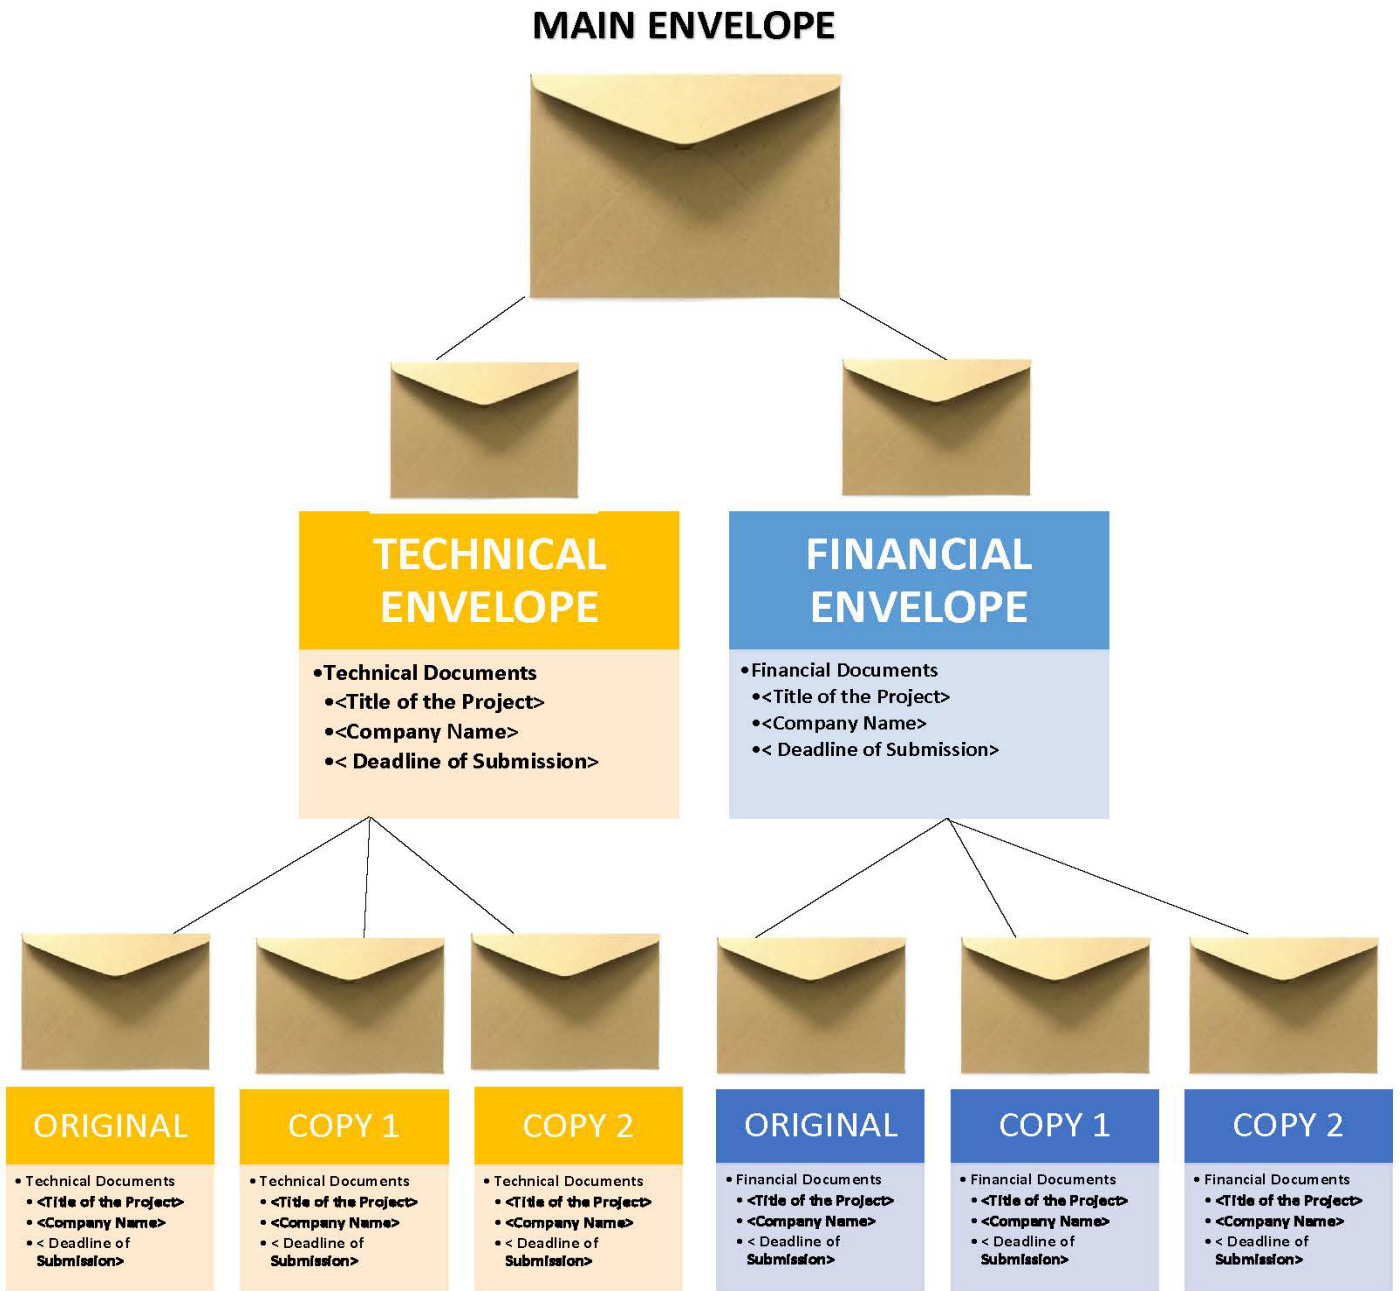 MAIN ENVELOPE
TECHNICAL
ENVELOPE
•Technical Documents
•<Title of the Project>
•<Company Name>
•< Deadline of Submission>
FINANCIAL
ENVELOPE
•Financial Documents
•<Title of the Project>
•<Company Name>
•< Deadline of Submission>
ORIGINAL
• Technical Documents
• <Title of the Project>
• <Company Name>
• < Deadline of
Submission>
COPY 1
• Technical Documents
• <Title of the Project>
• <Company Name>
• < Deadline of
Submission>
COPY 2
• Technical Documents
• <Title of the Project>
• <Company Name>
• < Deadline of
Submission>
ORIGINAL
• Financial Documents
• <Title of the Project>
• <Company Name>
• < Deadline of
Submission>
COPY 1
• Financial Documents
• <Title of the Project>
• <Company Name>
• < Deadline of
Submission>
COPY 2
• Financial Documents
• <Title of the Project>
• <Company Name>
• < Deadline of
Submission>